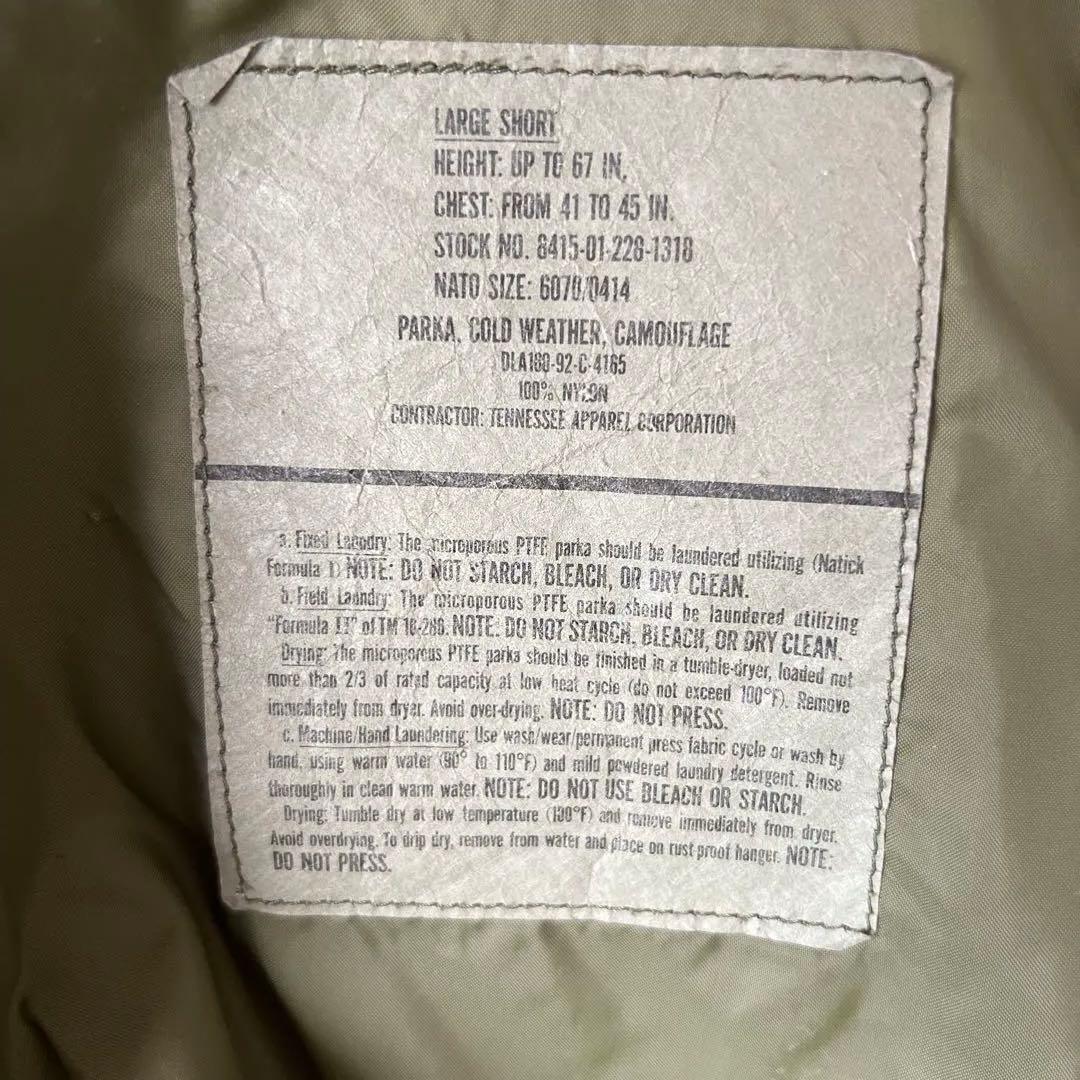 LARGE SHORT
HEIGHT: UP TO 67 IN.
CHEST: FROM 41 TO 45 IN.
STOCK NO. 8415-01-228-1318
NATO SIZE: 6070/0414
PARKA, COLD WEATHER, CAMOUFLAGE
DLA100-92-C-4165
100% NYLON
CONTRACTOR: TENNESSEE APPAREL CORPORATION
a. Fixed Laundry: The microporous PTFE parka should be laundered utilizing (Natick
Formula I) NOTE: DO NOT STARCH, BLEACH, OR DRY CLEAN.
b. Field Laundry: The microporous PTFE parka should be laundered utilizing
"Formula II" of TM 10-280. NOTE: DO NOT STARCH, BLEACH, OR DRY CLEAN.
Drying: The microporous PTFE parka should be finished in a tumble-dryer, loaded not
more than 2/3 of rated capacity at low heat cycle (do not exceed 100°F). Remove
immediately from dryer. Avoid over-drying. NOTE: DO NOT PRESS.
c. Machine/Hand Laundering: Use wash/wear/permanent press fabric cycle or wash by
hand, using warm water (90° to 110°F) and mild powdered laundry detergent. Rinse
thoroughly in clean warm water. NOTE: DO NOT USE BLEACH OR STARCH.
Drying: Tumble dry at low temperature (100°F) and remove immediately from dryer.
Avoid overdrying. To drip dry, remove from water and place on rust proof hanger. NOTE:
DO NOT PRESS.